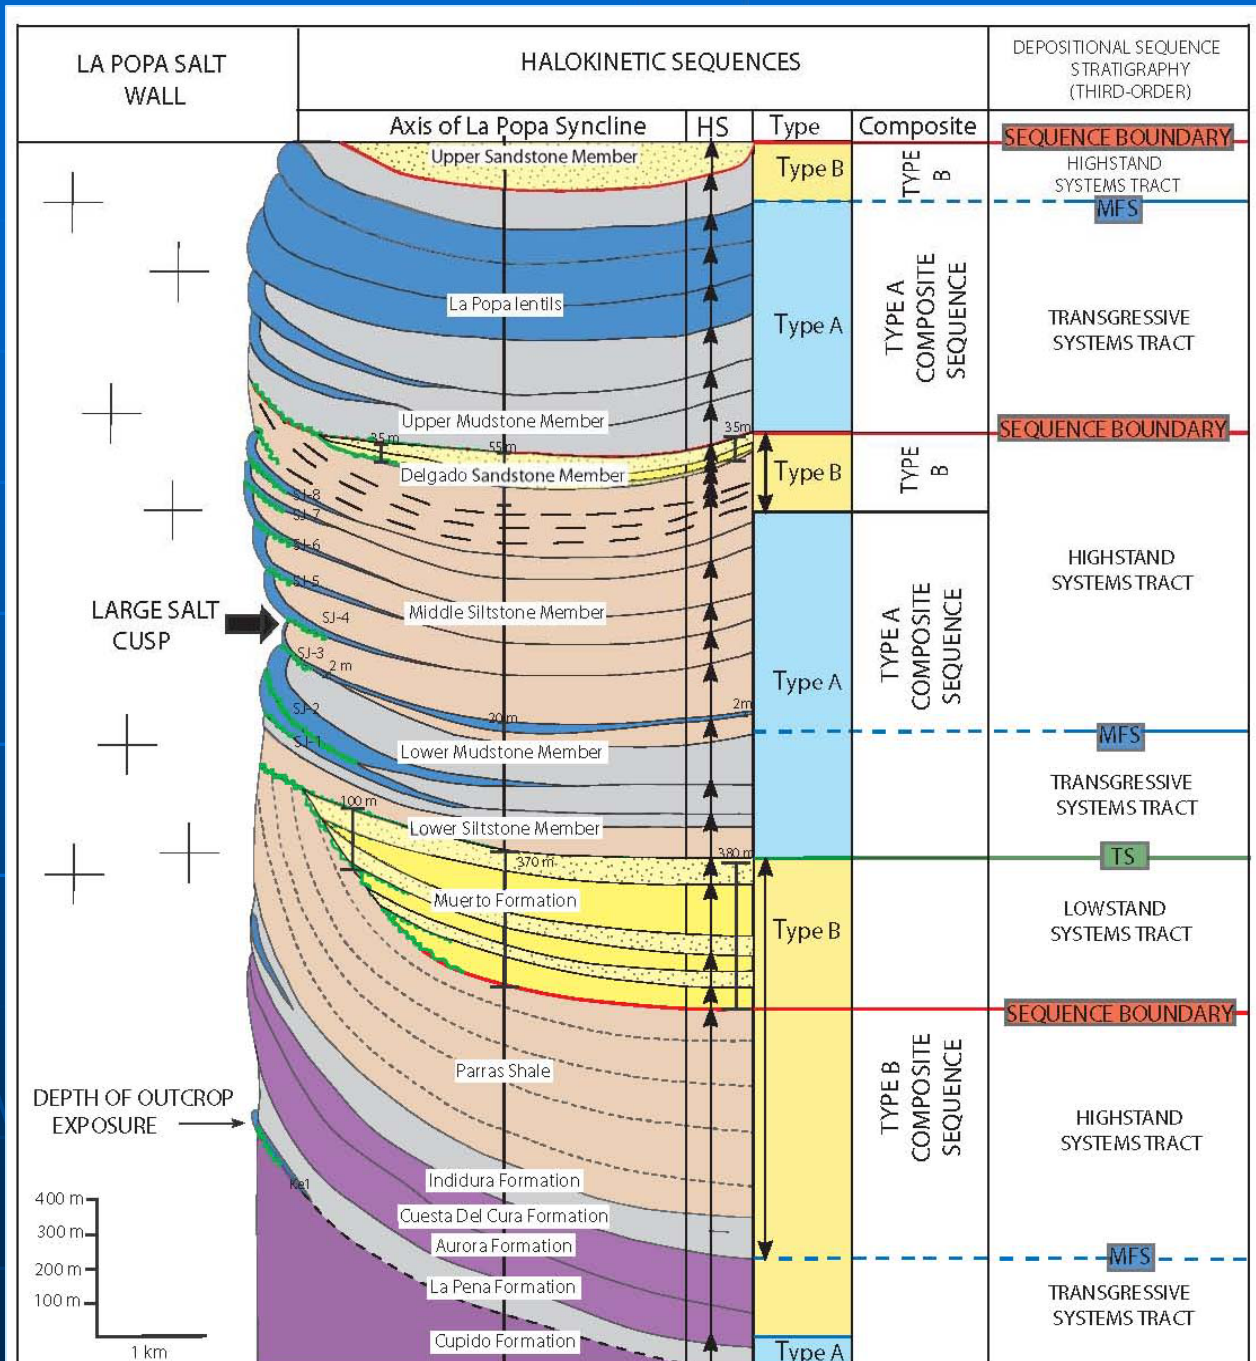 LA POPA SALT
WALL
HALOKINETIC SEQUENCES
DEPOSITIONAL SEQUENCE
STRATIGRAPHY
(THIRD-ORDER)
Axis of La Popa Syncline
HS
Type
Composite
SEQUENCE BOUNDARY
Upper Sandstone Member
Type B
TYPE
B
HIGHSTAND
SYSTEMS TRACT
MFS
La Popa lentils
Type A
TYPE A
COMPOSITE
SEQUENCE
TRANSGRESSIVE
SYSTEMS TRACT
Upper Mudstone Member
35m
SEQUENCE BOUNDARY
35 m
55 m
Delgado Sandstone Member
Type B
TYPE
B
SJ-8
SJ-7
SJ-6
SJ-5
HIGHSTAND
SYSTEMS TRACT
LARGE SALT
CUSP
SJ-4
Middle Siltstone Member
SJ-3
2 m
Type A
TYPE A
COMPOSITE
SEQUENCE
SJ-2
20 m
2m
SJ-1
Lower Mudstone Member
MFS
TRANSGRESSIVE
SYSTEMS TRACT
100 m
Lower Siltstone Member
370 m
380 m
TS
Muerto Formation
Type B
LOWSTAND
SYSTEMS TRACT
SEQUENCE BOUNDARY
Parras Shale
TYPE B
COMPOSITE
SEQUENCE
DEPTH OF OUTCROP
EXPOSURE
HIGHSTAND
SYSTEMS TRACT
Ke1
Indidura Formation
Cuesta Del Cura Formation
Aurora Formation
MFS
La Pena Formation
TRANSGRESSIVE
SYSTEMS TRACT
Cupido Formation
Type A
400 m
300 m
200 m
100 m
1 km